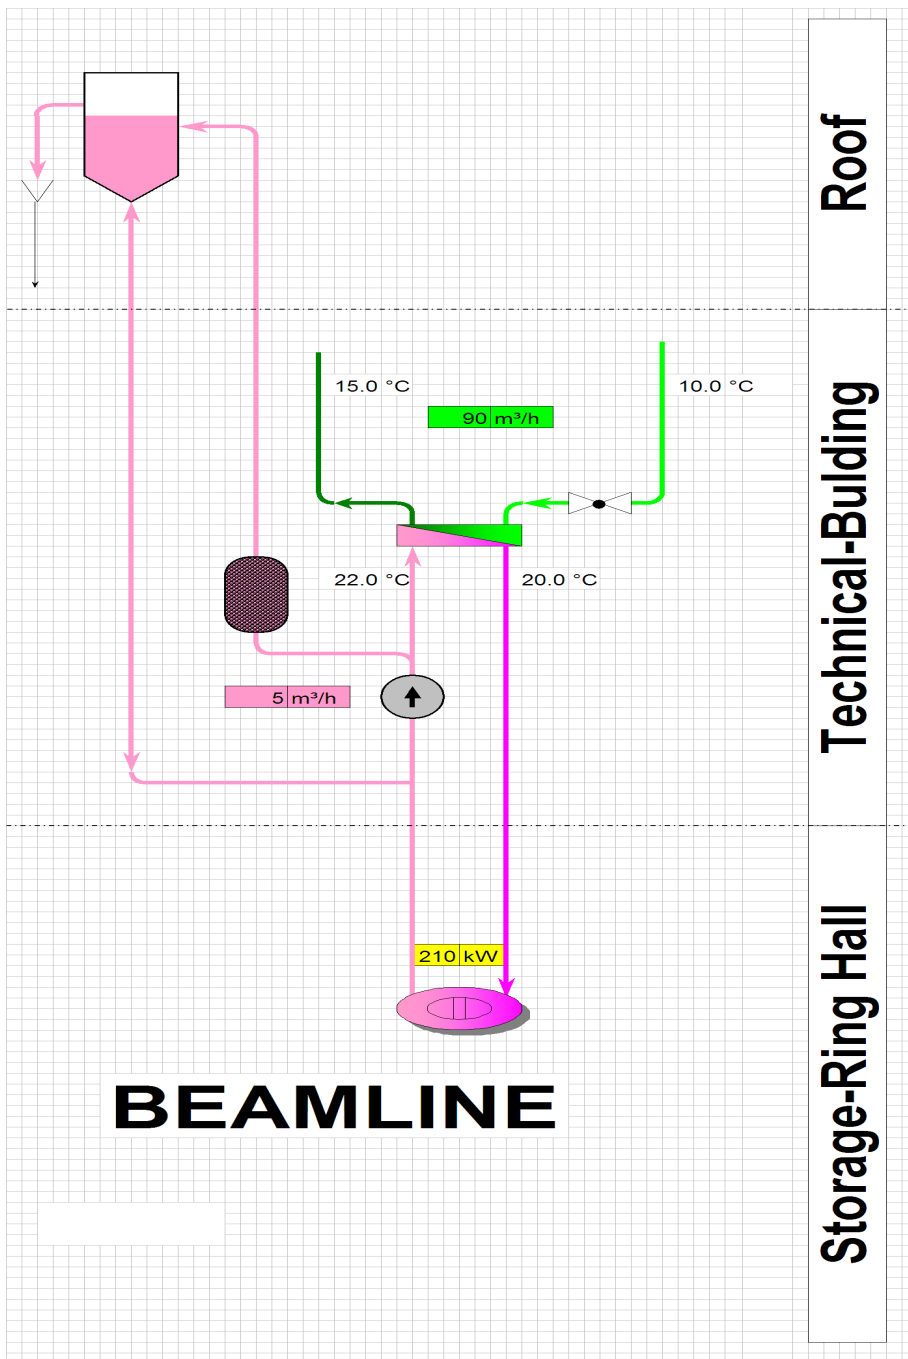 Roof
15.0 °C
10.0 °C
90 m³/h
Technical-Bulding
22.0 °C
20.0 °C
5 m³/h
210 kW
Storage-Ring Hall
BEAMLINE